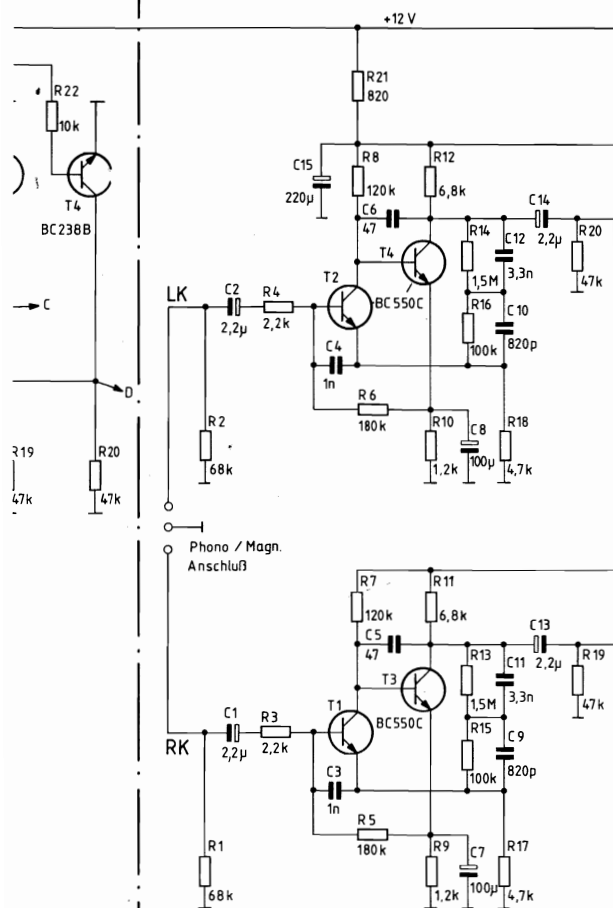 +12 V
R21
820
R22
10k
T4
BC238B
C
D
R19
47k
R20
47k
C15
220µ
R8
120k
R12
6,8k
C6
47
T4
R14
1,5M
C12
3,3n
C14
2,2µ
R20
47k
LK
C2
2,2µ
R4
2,2k
T2
BC550C
R16
100k
C10
820p
C4
1n
R6
180k
R2
68k
R10
1,2k
C8
100µ
R18
4,7k
Phono / Magn.
Anschluß
R7
120k
R11
6,8k
C5
47
T3
BC550C
R13
1,5M
C11
3,3n
C13
2,2µ
R19
47k
RK
C1
2,2µ
R3
2,2k
T1
R15
100k
C9
820p
C3
1n
R5
180k
R1
68k
R9
1,2k
C7
100µ
R17
4,7k